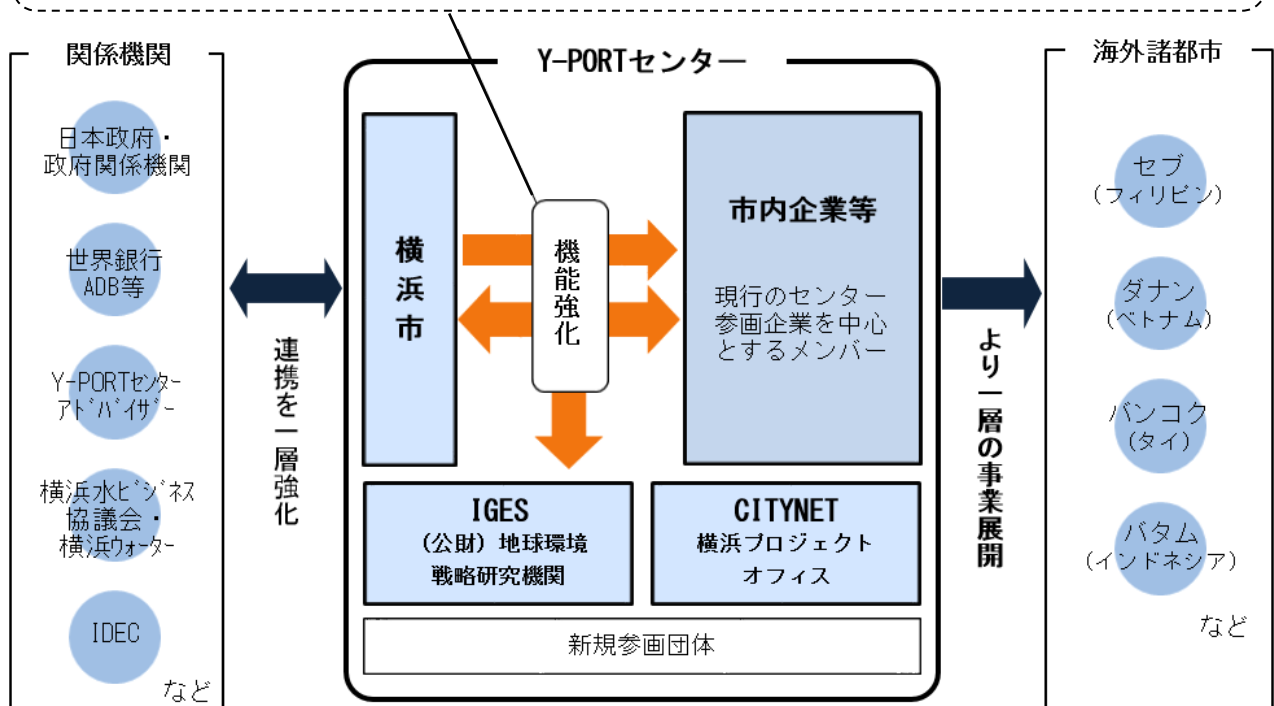 関係機関
日本政府・
政府関係機関
世界銀行
ADB等
Y-PORTセンター
アドバイザー
横浜水ビジネス
協議会・
横浜ウォーター
IDEC
など
連携を一層強化
Y-PORTセンター
横浜市
機能強化
市内企業等
現行のセンター
参画企業を中心
とするメンバー
IGES
(公財)地球環境
戦略研究機関
CITYNET
横浜プロジェクト
オフィス
新規参画団体
より一層の事業展開
海外諸都市
セブ
(フィリピン)
ダナン
(ベトナム)
バンコク
(タイ)
バタム
(インドネシア)
など